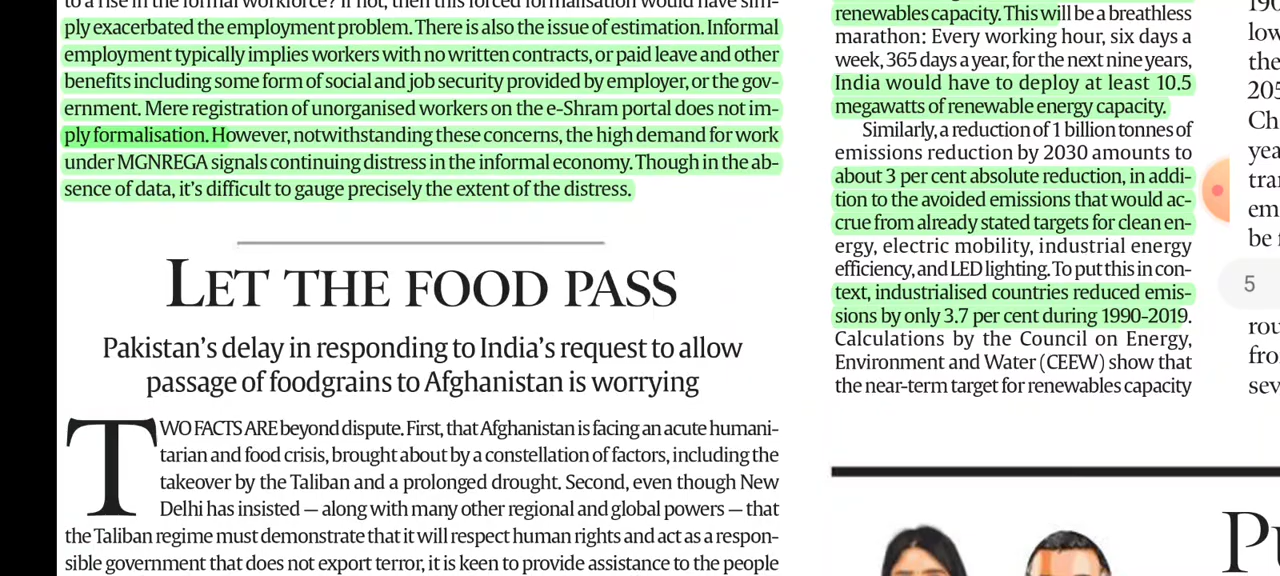 to a rise in the formal workforce? If not, then this forced formalisation would have sim-
ply exacerbated the employment problem. There is also the issue of estimation. Informal
employment typically implies workers with no written contracts, or paid leave and other
benefits including some form of social and job security provided by employer, or the gov-
ernment. Mere registration of unorganised workers on the e-Shram portal does not im-
ply formalisation. However, notwithstanding these concerns, the high demand for work
under MGNREGA signals continuing distress in the informal economy. Though in the ab-
sence of data, it's difficult to gauge precisely the extent of the distress.
LET THE FOOD PASS
Pakistan's delay in responding to India's request to allow
passage of foodgrains to Afghanistan is worrying
TWO FACTS ARE beyond dispute. First, that Afghanistan is facing an acute humani-
tarian and food crisis, brought about by a constellation of factors, including the
takeover by the Taliban and a prolonged drought. Second, even though New
Delhi has insisted — along with many other regional and global powers — that
the Taliban regime must demonstrate that it will respect human rights and act as a respon-
sible government that does not export terror, it is keen to provide assistance to the people
renewables capacity. This will be a breathless
marathon: Every working hour, six days a
week, 365 days a year, for the next nine years,
India would have to deploy at least 10.5
megawatts of renewable energy capacity.
Similarly, a reduction of 1 billion tonnes of
emissions reduction by 2030 amounts to
about 3 per cent absolute reduction, in addi-
tion to the avoided emissions that would ac-
crue from already stated targets for clean en-
ergy, electric mobility, industrial energy
efficiency, and LED lighting. To put this in con-
text, industrialised countries reduced emis-
sions by only 3.7 per cent during 1990-2019.
Calculations by the Council on Energy,
Environment and Water (CEEW) show that
the near-term target for renewables capacity
low
the
205
Ch
yea
tra
em
be
5
rou
fro
sev